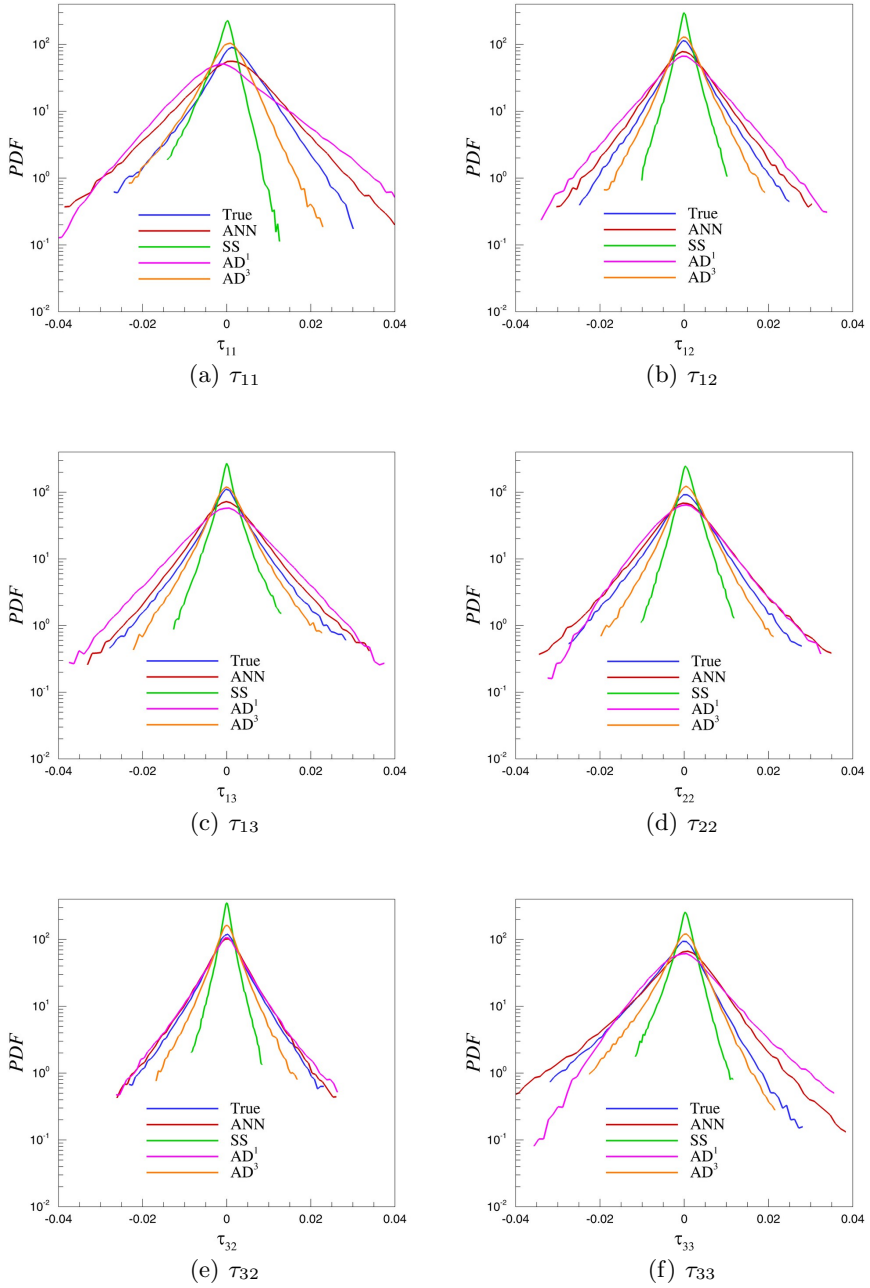 PDF
10²
10¹
10⁰
10⁻¹
10⁻²
True
ANN
SS
AD¹
AD³
-0.04 -0.02 0 0.02 0.04
τ₁₁
(a) τ₁₁
PDF
10²
10¹
10⁰
10⁻¹
10⁻²
True
ANN
SS
AD¹
AD³
-0.04 -0.02 0 0.02 0.04
τ₁₂
(b) τ₁₂
PDF
10²
10¹
10⁰
10⁻¹
10⁻²
True
ANN
SS
AD¹
AD³
-0.04 -0.02 0 0.02 0.04
τ₁₃
(c) τ₁₃
PDF
10²
10¹
10⁰
10⁻¹
10⁻²
True
ANN
SS
AD¹
AD³
-0.04 -0.02 0 0.02 0.04
τ₂₂
(d) τ₂₂
PDF
10²
10¹
10⁰
10⁻¹
10⁻²
True
ANN
SS
AD¹
AD³
-0.04 -0.02 0 0.02 0.04
τ₃₂
(e) τ₃₂
PDF
10²
10¹
10⁰
10⁻¹
10⁻²
True
ANN
SS
AD¹
AD³
-0.04 -0.02 0 0.02 0.04
τ₃₃
(f) τ₃₃